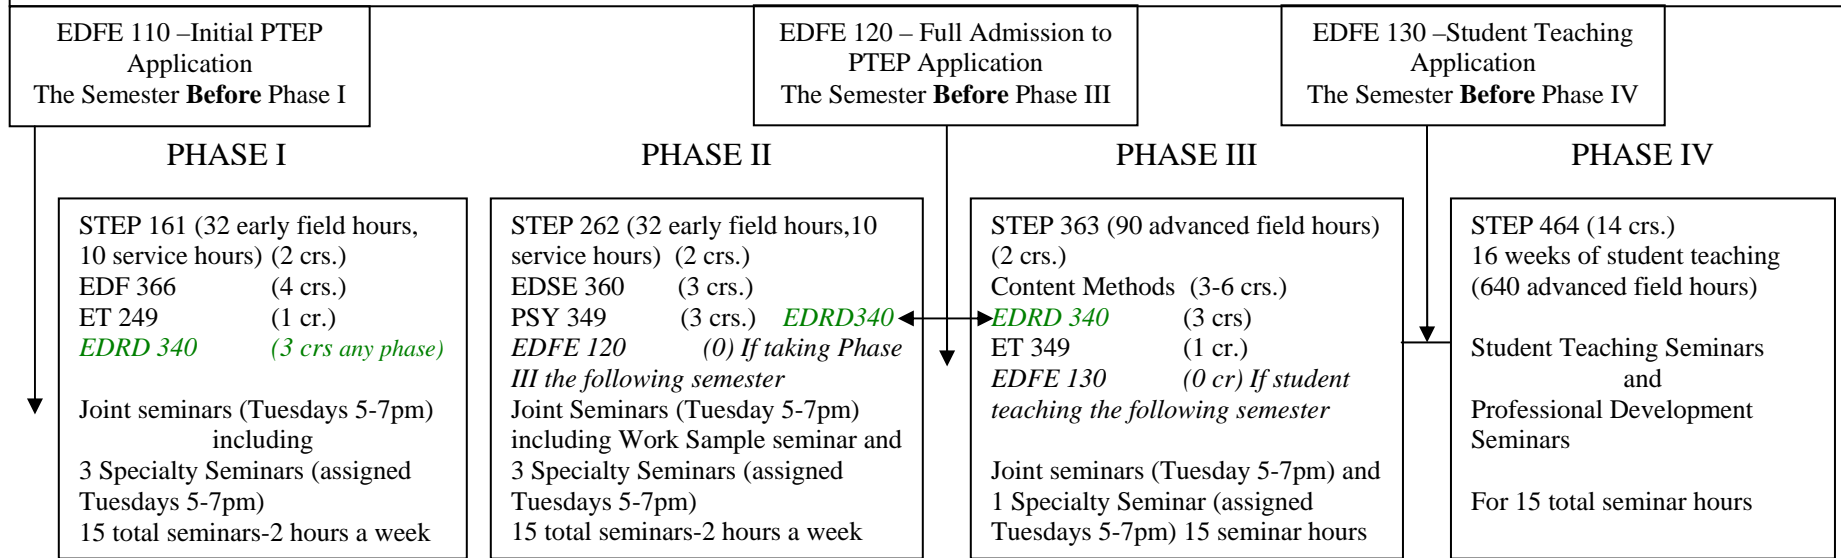 EDFE 110 –Initial PTEP
Application
The Semester Before Phase I
EDFE 120 – Full Admission to
PTEP Application
The Semester Before Phase III
EDFE 130 –Student Teaching
Application
The Semester Before Phase IV
PHASE I
STEP 161 (32 early field hours,
10 service hours) (2 crs.)
EDF 366 (4 crs.)
ET 249 (1 cr.)
EDRD 340 (3 crs any phase)
Joint seminars (Tuesdays 5-7pm)
including
3 Specialty Seminars (assigned
Tuesdays 5-7pm)
15 total seminars-2 hours a week
PHASE II
STEP 262 (32 early field hours,10
service hours) (2 crs.)
EDSE 360 (3 crs.)
PSY 349 (3 crs.) EDRD340
EDFE 120 (0) If taking Phase
III the following semester
Joint Seminars (Tuesday 5-7pm)
including Work Sample seminar and
3 Specialty Seminars (assigned
Tuesdays 5-7pm)
15 total seminars-2 hours a week
PHASE III
STEP 363 (90 advanced field hours)
(2 crs.)
Content Methods (3-6 crs.)
EDRD 340 (3 crs)
ET 349 (1 cr.)
EDFE 130 (0 cr) If student
teaching the following semester
Joint seminars (Tuesday 5-7pm) and
1 Specialty Seminar (assigned
Tuesdays 5-7pm) 15 seminar hours
PHASE IV
STEP 464 (14 crs.)
16 weeks of student teaching
(640 advanced field hours)
Student Teaching Seminars
and
Professional Development
Seminars
For 15 total seminar hours